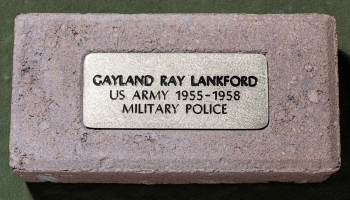 GAYLAND RAY LANKFORD
US ARMY 1955-1958
MILITARY POLICE